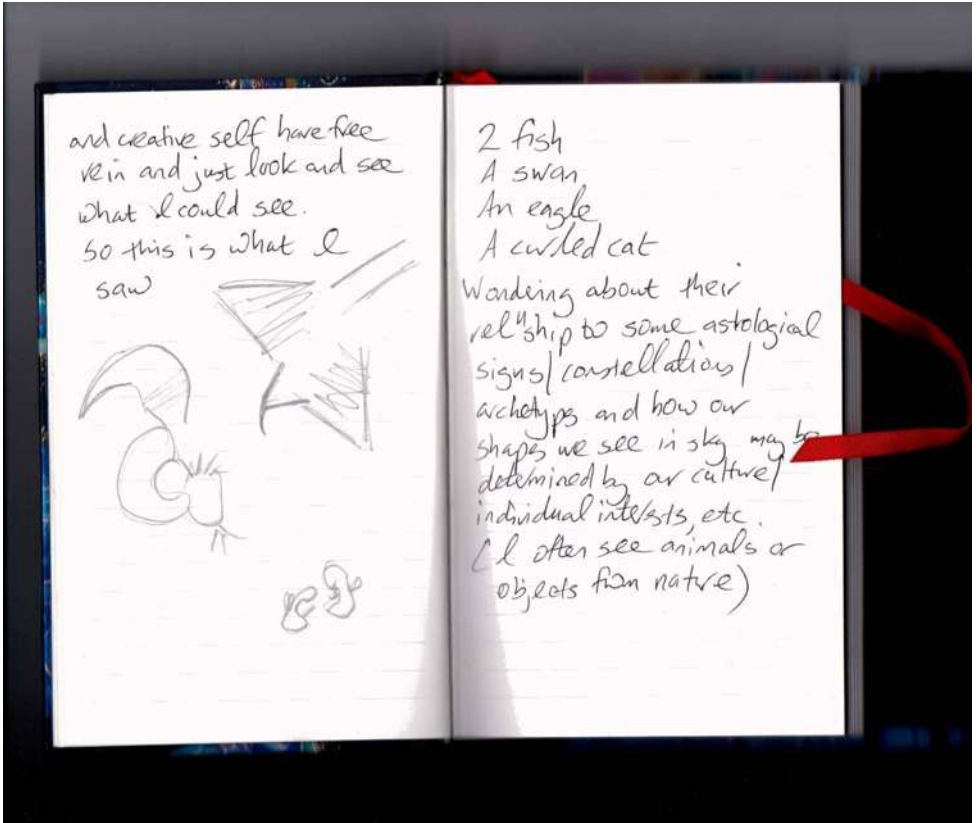 and creative self have free
rein and just look and see
what I could see.
So this is what I
saw
2 fish
A swan
An eagle
A curled cat
Wondering about their
rel"ship to some astological
signs/constellations/
archetyps and how our
shapes we see in sky may be
determined by our culture/
individual interests, etc.
(I often see animals or
objects from nature)